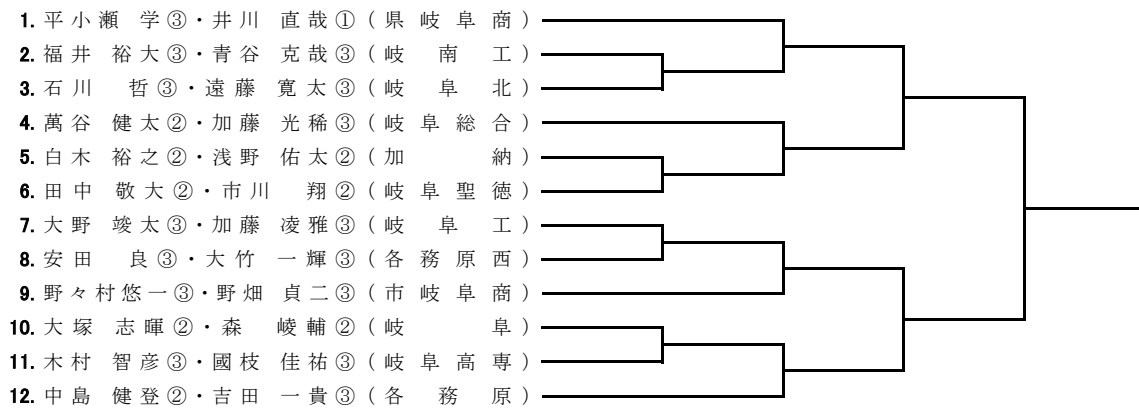 1. 平小瀬 学③・井川 直哉①(県岐阜商)
2. 福井 裕大③・青谷 克哉③(岐南工)
3. 石川 哲③・遠藤 寛太③(岐阜北)
4. 萬谷 健太②・加藤 光稀③(岐阜総合)
5. 白木 裕之②・浅野 佑太②(加納)
6. 田中 敬大②・市川 翔②(岐阜聖徳)
7. 大野 竣太③・加藤 凌雅③(岐阜工)
8. 安田 良③・大竹 一輝③(各務原西)
9. 野々村悠一③・野畑 貞二③(市岐阜商)
10. 大塚 志暉②・森 崚輔②(岐阜)
11. 木村 智彦③・國枝 佳祐③(岐阜高専)
12. 中島 健登②・吉田 一貴③(各務原)